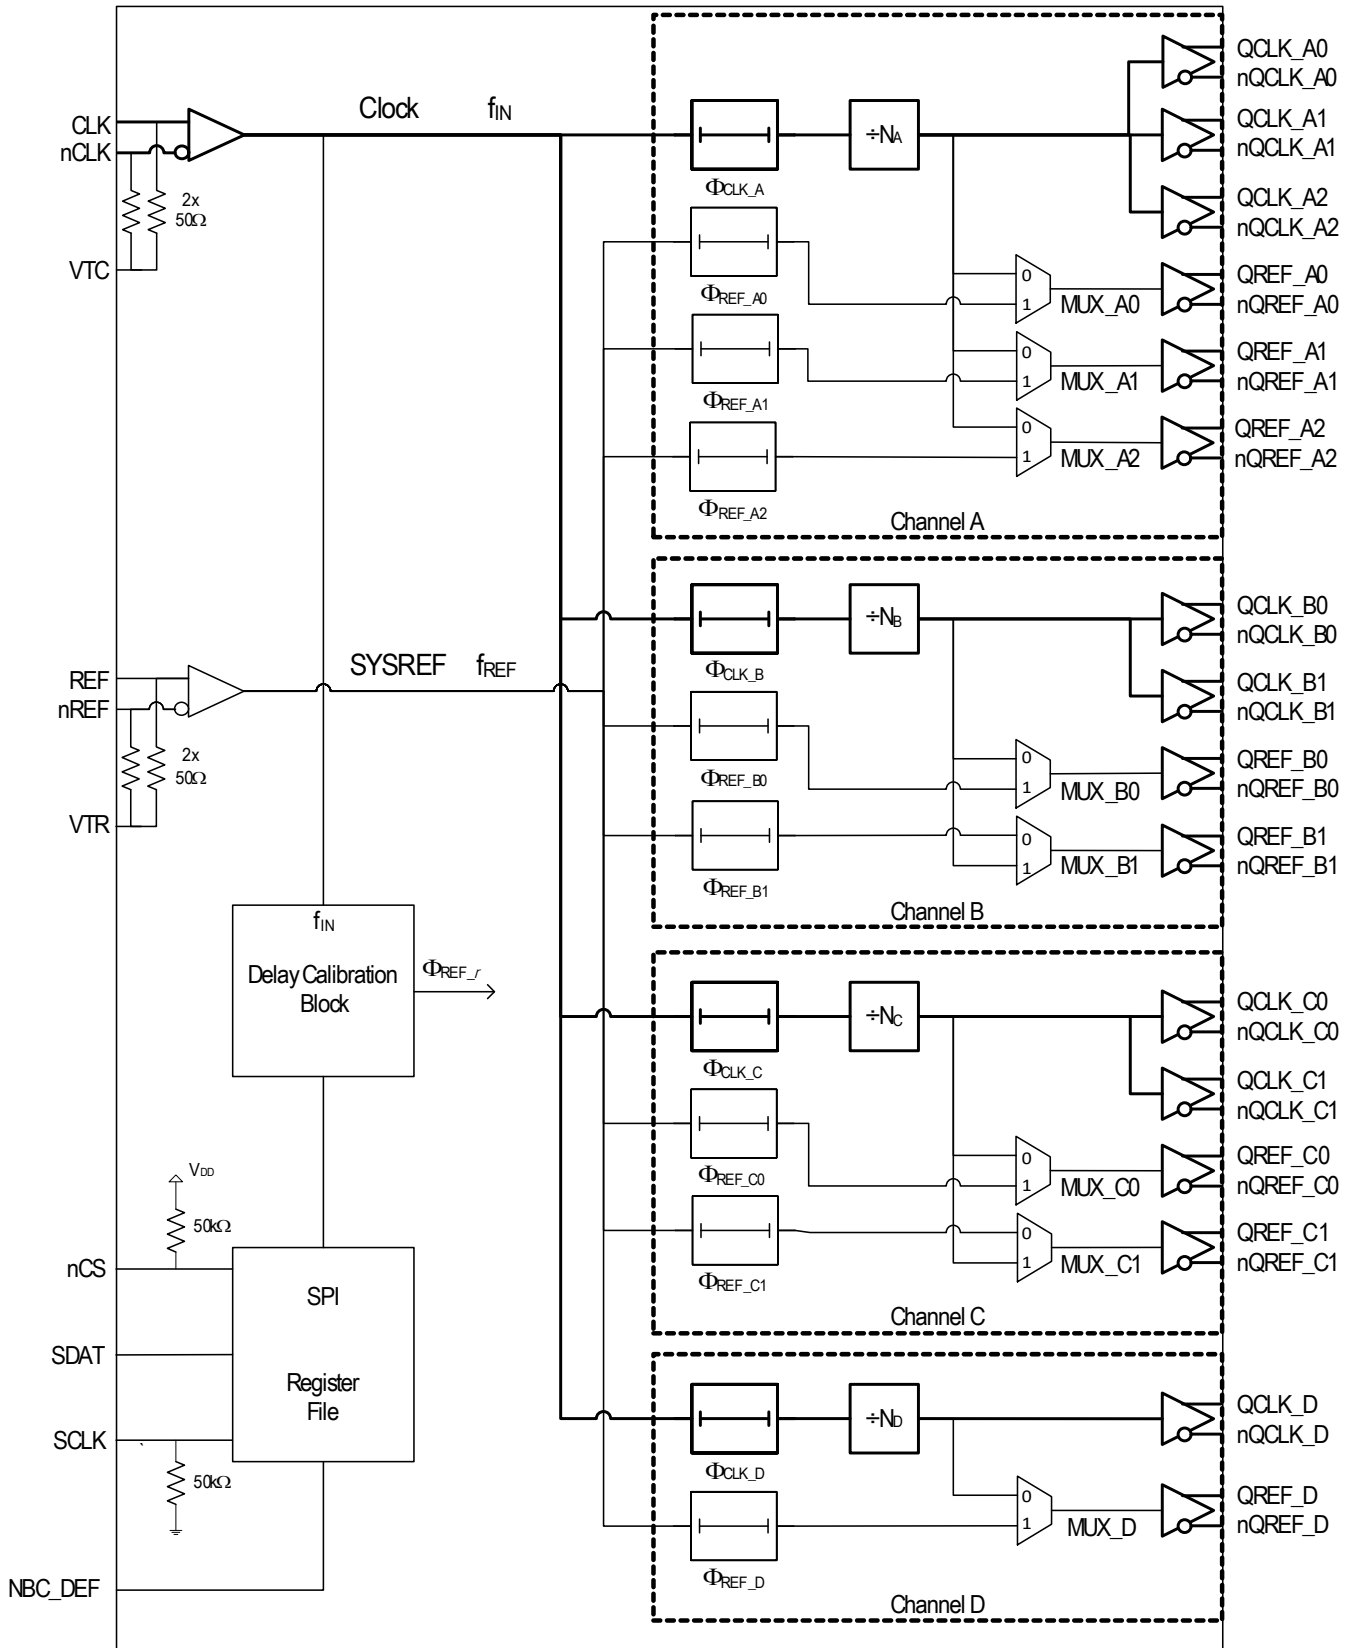 CLK
nCLK
2x
50Ω
VTC
Clock fIN
REF
nREF
2x
50Ω
VTR
SYSREF fREF
fIN
Delay Calibration
Block
ΦREF_r
VDD
50kΩ
nCS
SPI
SDAT
Register
File
SCLK
50kΩ
NBC_DEF
ΦCLK_A
÷NA
ΦREF_A0
ΦREF_A1
ΦREF_A2
0
1
MUX_A0
0
1
MUX_A1
0
1
MUX_A2
Channel A
QCLK_A0
nQCLK_A0
QCLK_A1
nQCLK_A1
QCLK_A2
nQCLK_A2
QREF_A0
nQREF_A0
QREF_A1
nQREF_A1
QREF_A2
nQREF_A2
ΦCLK_B
÷NB
ΦREF_B0
ΦREF_B1
0
1
MUX_B0
0
1
MUX_B1
Channel B
QCLK_B0
nQCLK_B0
QCLK_B1
nQCLK_B1
QREF_B0
nQREF_B0
QREF_B1
nQREF_B1
ΦCLK_C
÷NC
ΦREF_C0
ΦREF_C1
0
1
MUX_C0
0
1
MUX_C1
Channel C
QCLK_C0
nQCLK_C0
QCLK_C1
nQCLK_C1
QREF_C0
nQREF_C0
QREF_C1
nQREF_C1
ΦCLK_D
÷ND
ΦREF_D
0
1
MUX_D
Channel D
QCLK_D
nQCLK_D
QREF_D
nQREF_D